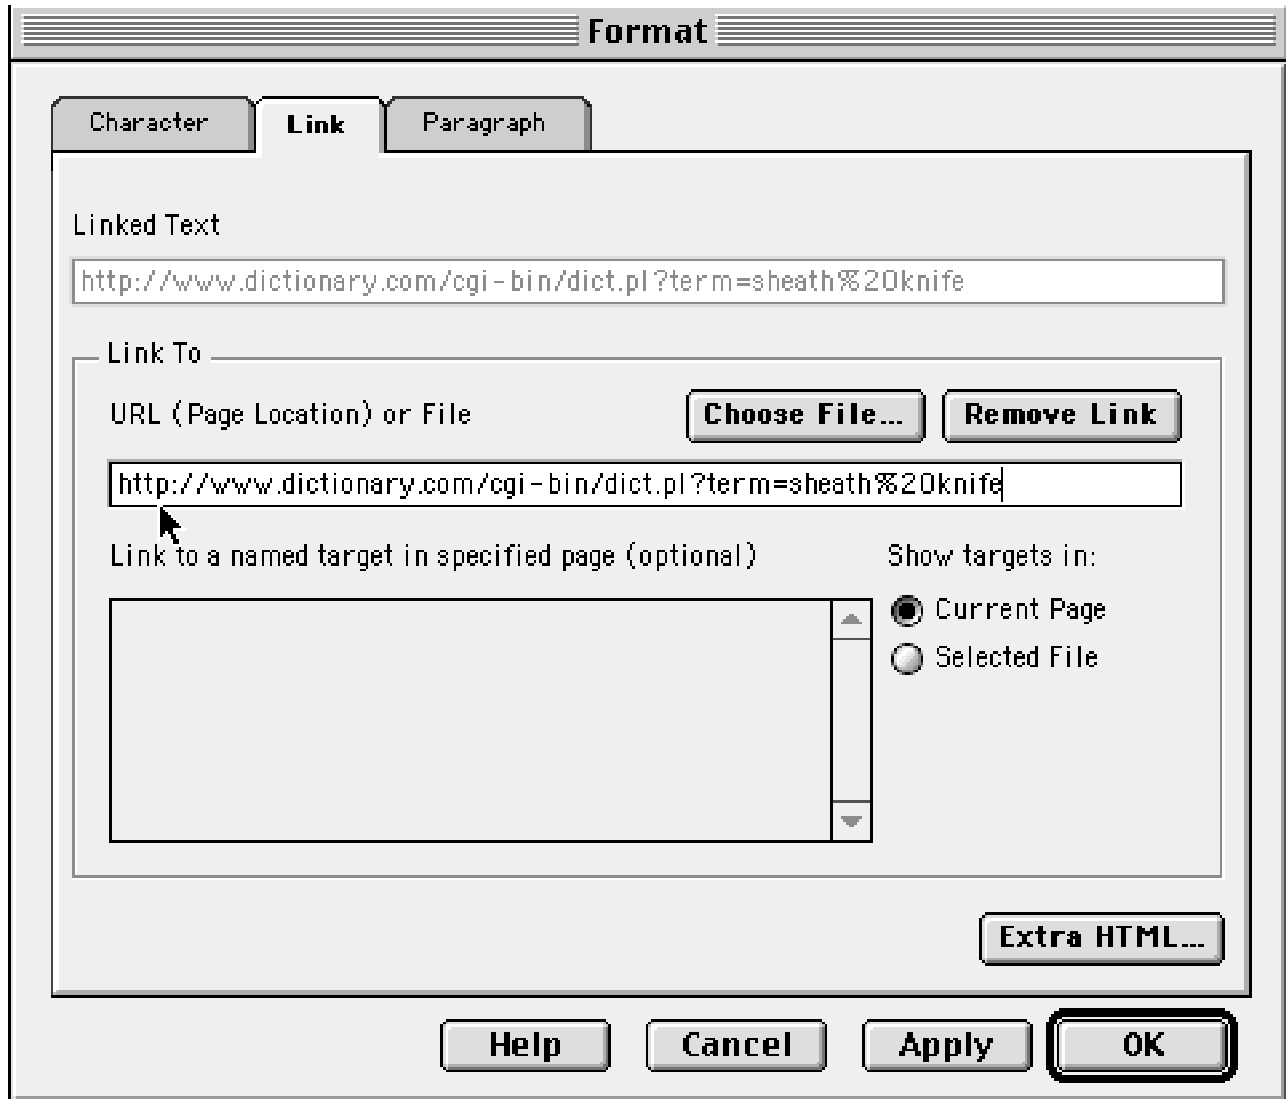 Format
Character Link Paragraph
Linked Text
http://www.dictionary.com/cgi-bin/dict.pl?term=sheath%20knife
Link To
URL (Page Location) or File Choose File... Remove Link
http://www.dictionary.com/cgi-bin/dict.pl?term=sheath%20knife
Link to a named target in specified page (optional) Show targets in:
Current Page
Selected File
Extra HTML...
Help Cancel Apply OK